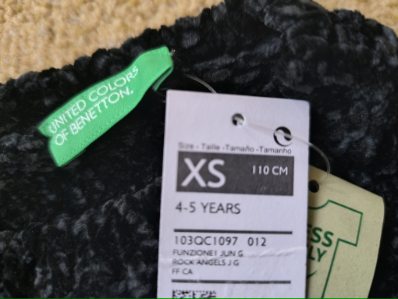 UNITED COLORS
OF BENETTON.
Size - Taille -Tamaño- Tamanho
XS 110 CM
4-5 YEARS
103QC1097 012
FUNZIONE1 JUN G
ROCK ANGELS J G
FF CA